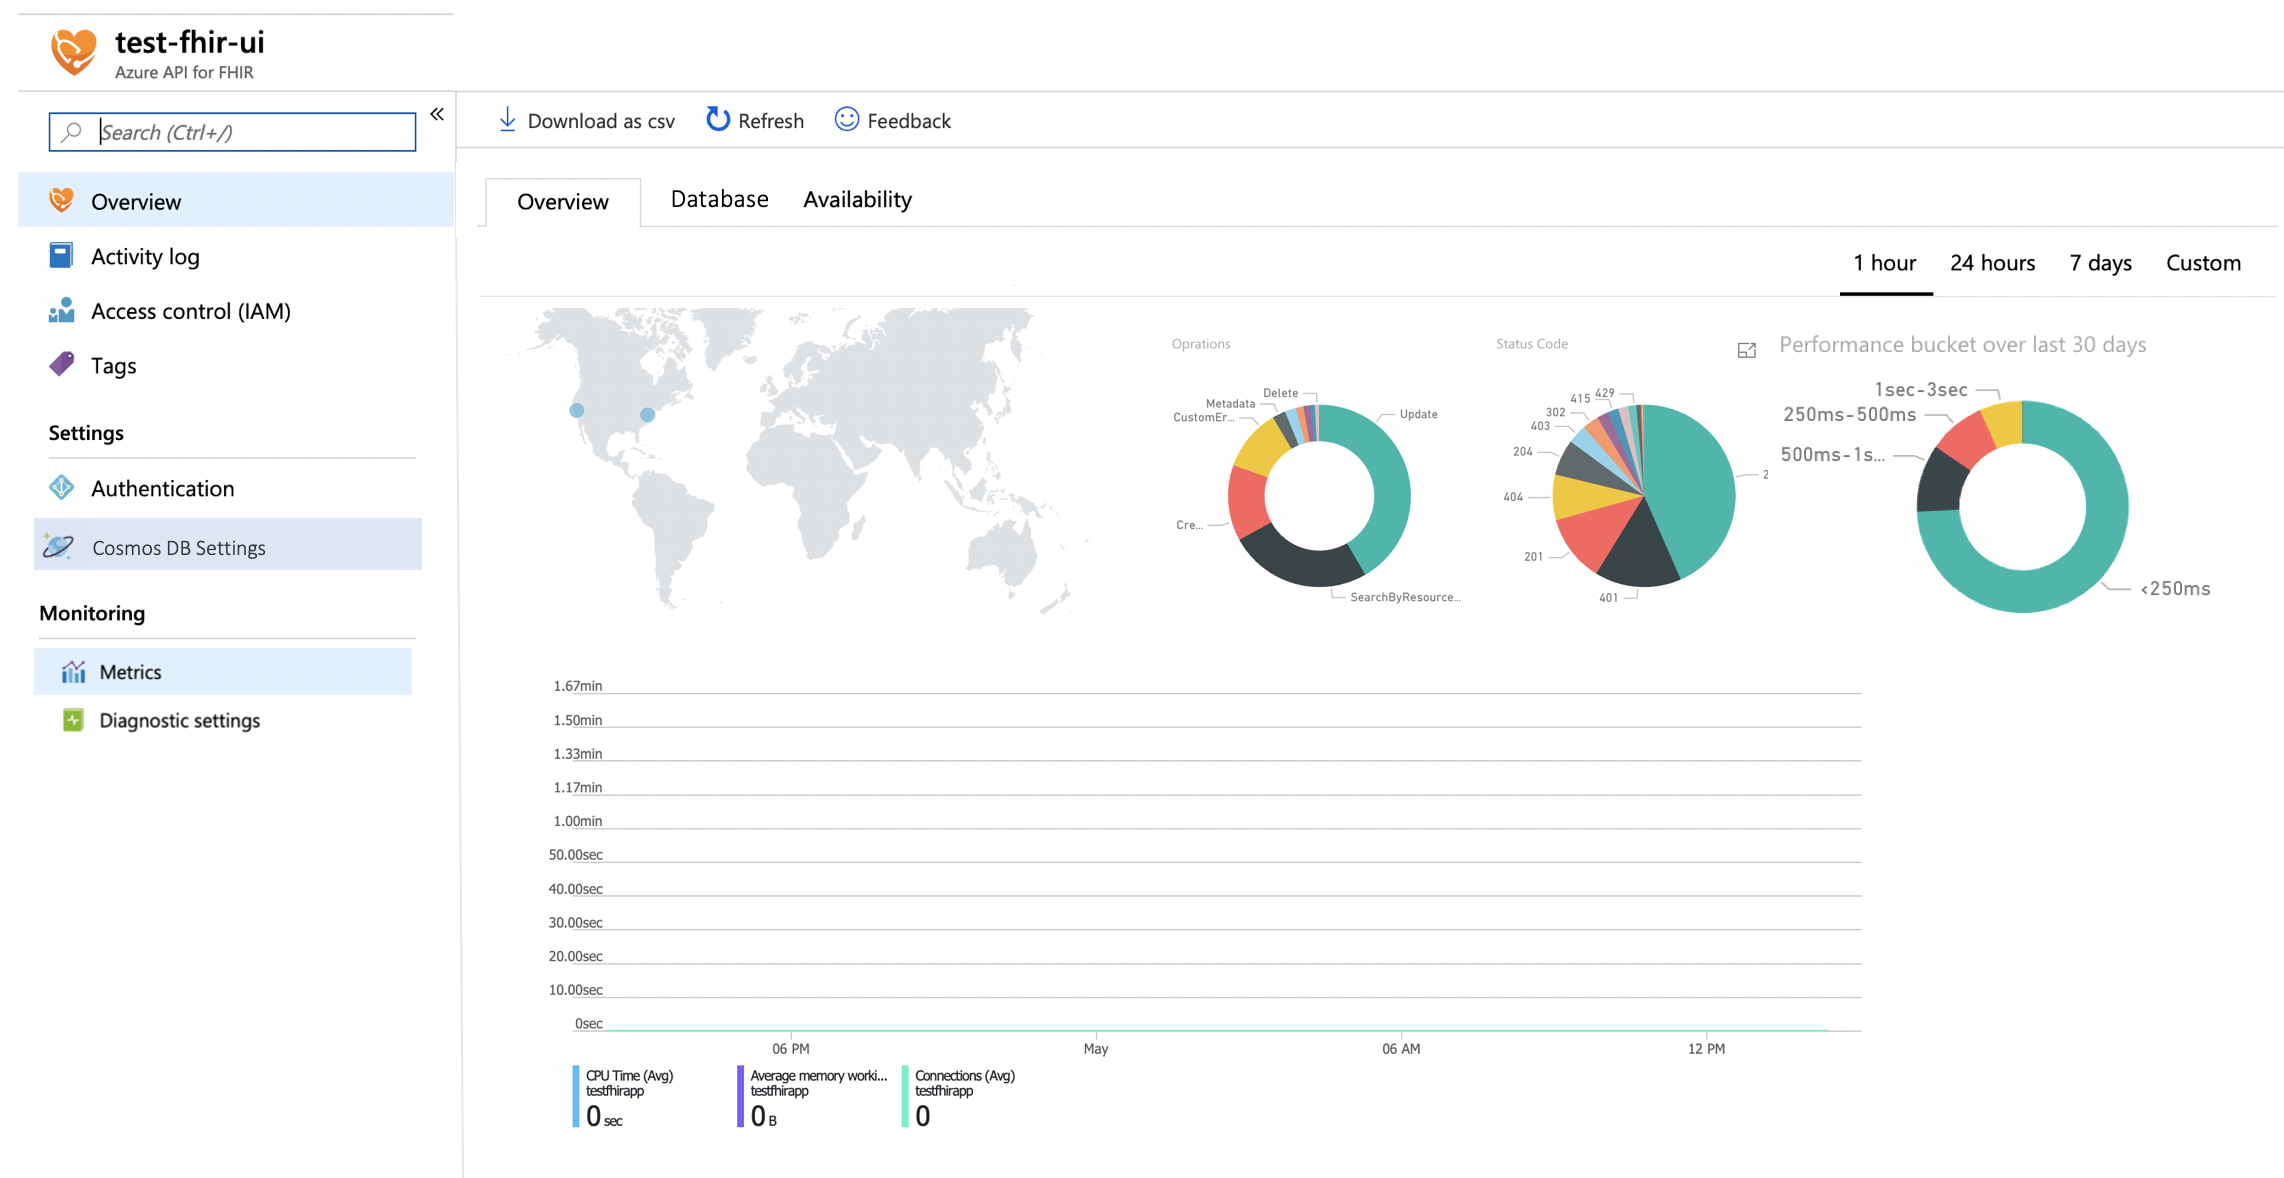 test-fhir-ui
Azure API for FHIR
Search (Ctrl+/)
«
Overview
Activity log
Access control (IAM)
Tags
Settings
Authentication
Cosmos DB Settings
Monitoring
Metrics
Diagnostic settings
Download as csv
Refresh
Feedback
Overview
Database
Availability
1 hour
24 hours
7 days
Custom
Oprations
Delete
Metadata
CustomEr...
Update
Cre...
SearchByResource...
Status Code
415
429
302
403
204
404
201
401
2
Performance bucket over last 30 days
1sec-3sec
250ms-500ms
500ms-1s...
<250ms
1.67min
1.50min
1.33min
1.17min
1.00min
50.00sec
40.00sec
30.00sec
20.00sec
10.00sec
0sec
06 PM
May
06 AM
12 PM
CPU Time (Avg)
testfhirapp
0 sec
Average memory worki...
testfhirapp
0 B
Connections (Avg)
testfhirapp
0